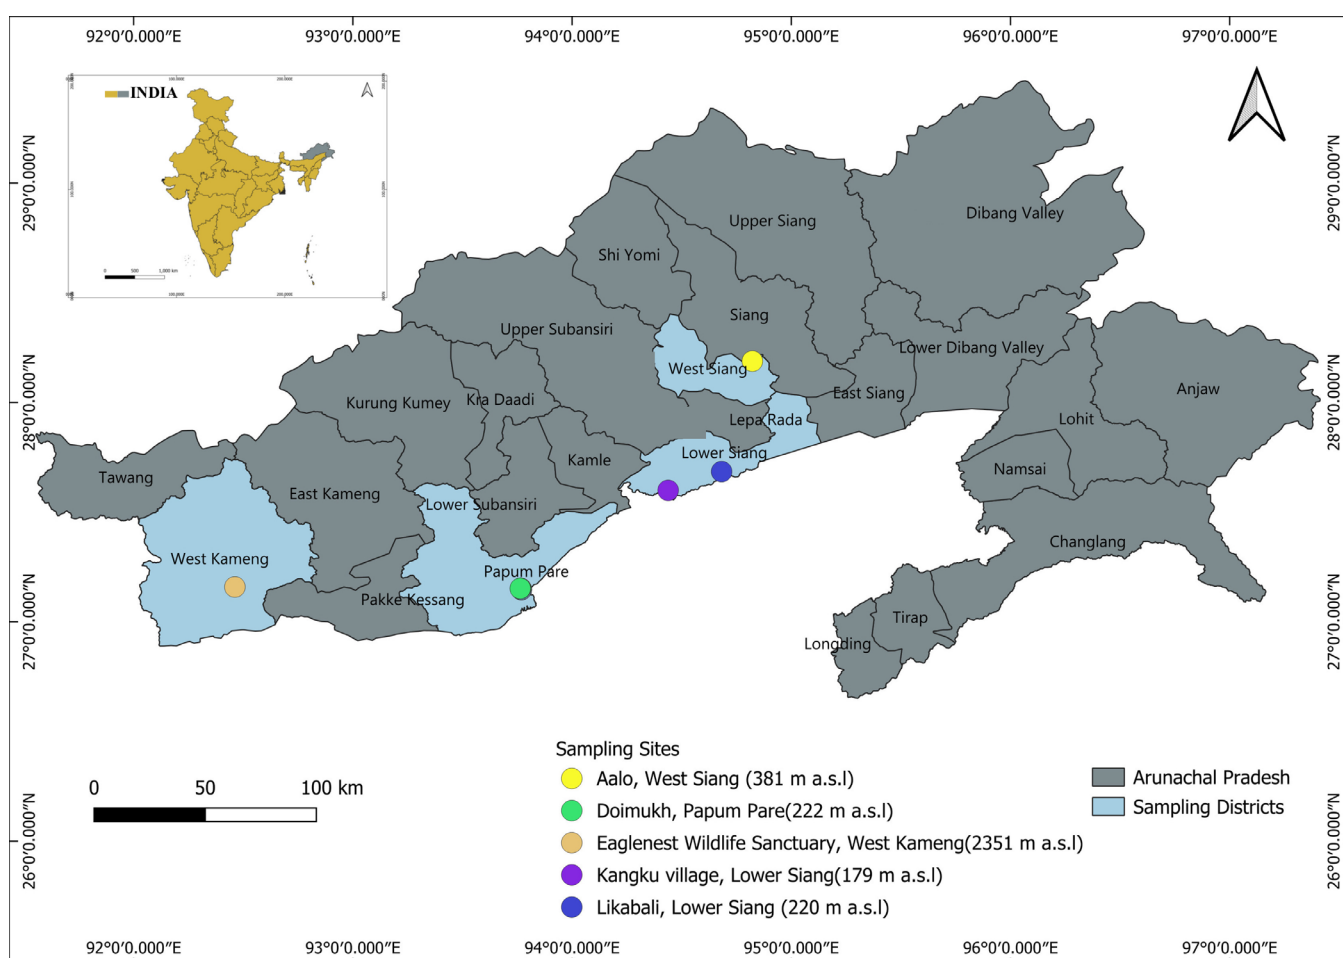 92°0′0.000″E 93°0′0.000″E 94°0′0.000″E 95°0′0.000″E 96°0′0.000″E 97°0′0.000″E
INDIA
0 500 1,000 km
29°0′0.000″N
29°0′0.000″N
28°0′0.000″N
28°0′0.000″N
27°0′0.000″N
27°0′0.000″N
26°0′0.000″N
26°0′0.000″N
Dibang Valley
Upper Siang
Shi Yomi
Siang
Upper Subansiri
Lower Dibang Valley
West Siang
Anjaw
East Siang
Kra Daadi
Kurung Kumey
Lepa Rada
Lohit
Lower Siang
Kamle
Namsai
Tawang
East Kameng
Lower Subansiri
Changlang
West Kameng
Papum Pare
Pakke Kessang
Tirap
Longding
Sampling Sites
Aalo, West Siang (381 m a.s.l)
Doimukh, Papum Pare(222 m a.s.l)
Eaglenest Wildlife Sanctuary, West Kameng(2351 m a.s.l)
Kangku village, Lower Siang(179 m a.s.l)
Likabali, Lower Siang (220 m a.s.l)
Arunachal Pradesh
Sampling Districts
0 50 100 km
92°0′0.000″E 93°0′0.000″E 94°0′0.000″E 95°0′0.000″E 96°0′0.000″E 97°0′0.000″E